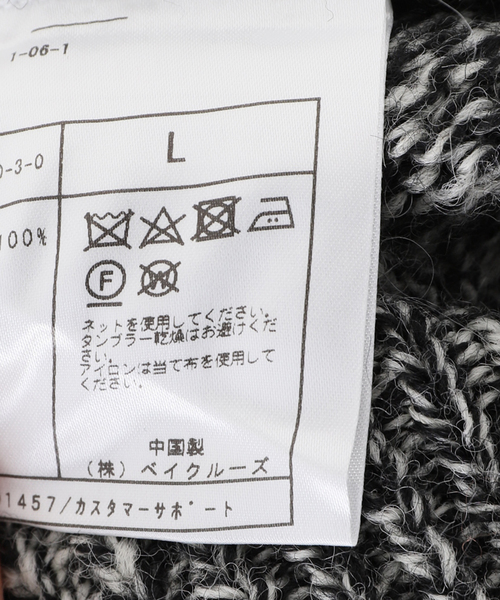 1-06-1
L
0-3-0
100%
F
W
ネットを使用してください。
タンブラー乾燥はお避けくだ
さい。
アイロンは当て布を使用して
ください。
中国製
(株) ベイクルーズ
01457/カスタマーサポート